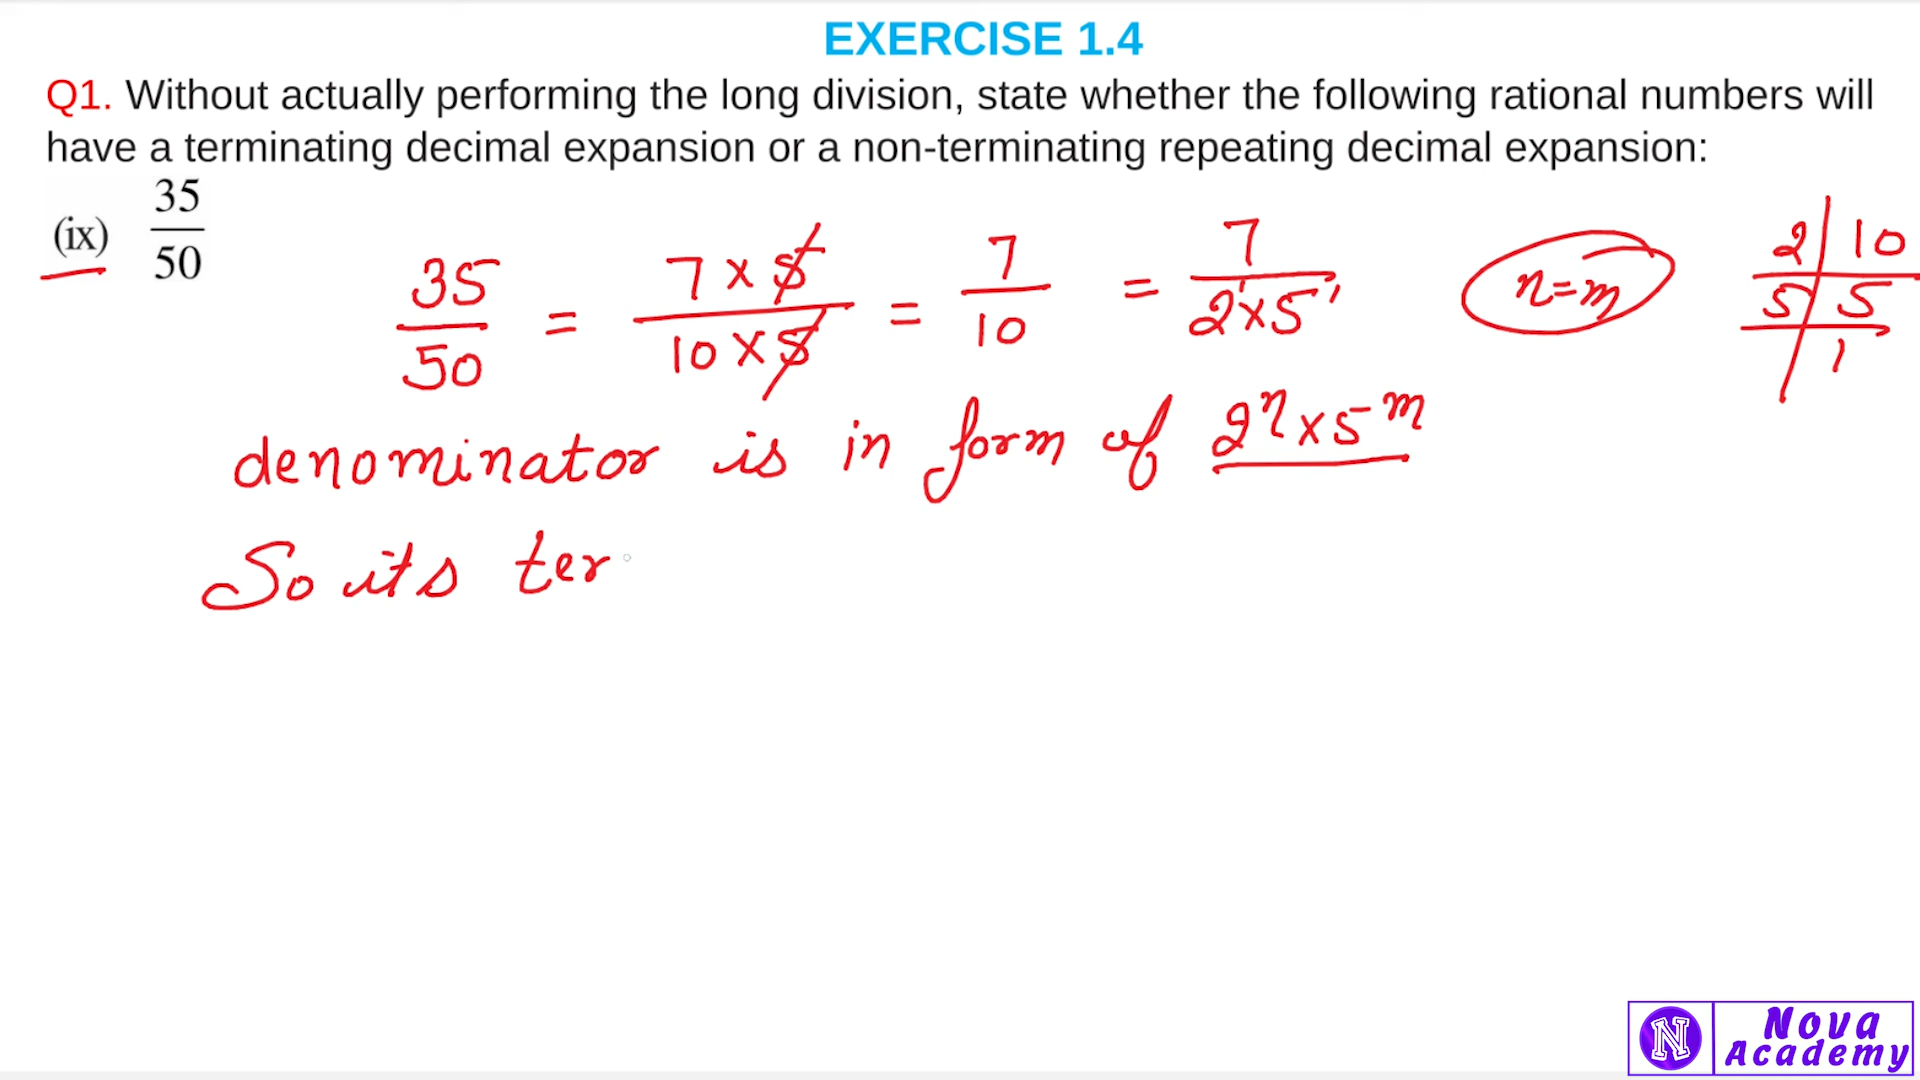 EXERCISE 1.4
Q1. Without actually performing the long division, state whether the following rational numbers will
have a terminating decimal expansion or a non-terminating repeating decimal expansion:
(ix) 35/50
35/50 = 7 × 5/10 × 5 = 7/10 = 7/2¹×5¹
n=m
2 | 10
5 | 5
| 1
denominator is in form of 2ⁿ×5ᵐ
So its ter
N Nova
Academy